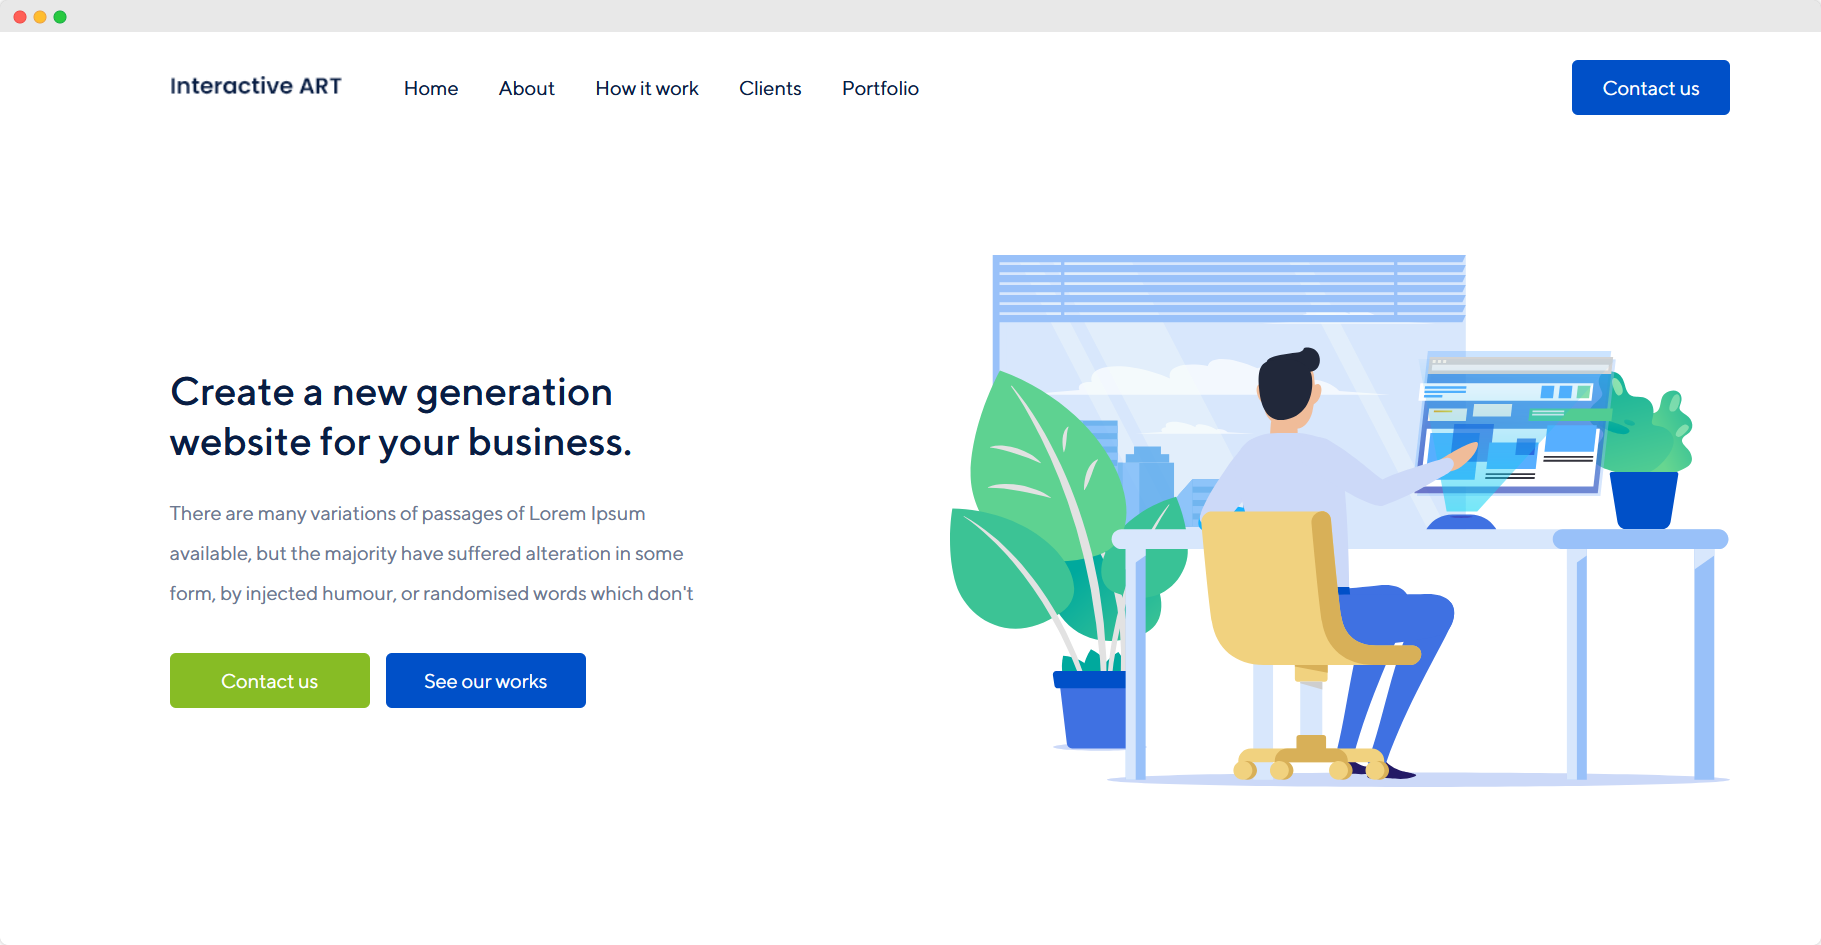 Interactive ART
Home About How it work Clients Portfolio
Contact us
Create a new generation
website for your business.
There are many variations of passages of Lorem Ipsum
available, but the majority have suffered alteration in some
form, by injected humour, or randomised words which don't
Contact us See our works